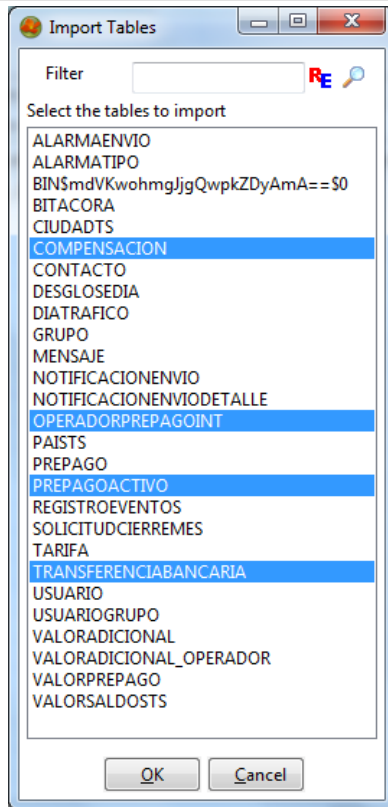 Import Tables
Filter
RE
Select the tables to import
ALARMAENVIO
ALARMATIPO
BIN$mdVKwohmgJjgQwpkZDyAmA==$0
BITACORA
CIUDADTS
COMPENSACION
CONTACTO
DESGLOSEDIA
DIATRAFICO
GRUPO
MENSAJE
NOTIFICACIONENVIO
NOTIFICACIONENVIODETALLE
OPERADORPREPAGOINT
PAISTS
PREPAGO
PREPAGOACTIVO
REGISTROEVENTOS
SOLICITUDCIERREMES
TARIFA
TRANSFERENCIABANCARIA
USUARIO
USUARIOGRUPO
VALORADICIONAL
VALORADICIONAL_OPERADOR
VALORPREPAGO
VALORSALDOSTS
OK Cancel